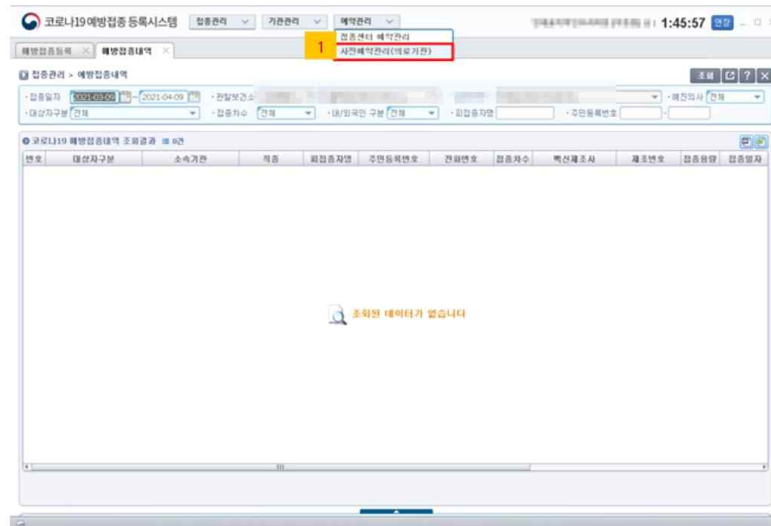 코로나19 예방접종 등록시스템 접종관리 기관관리 예약관리 1:45:57 연장
접종센터 예약관리
1 사전예약관리(의료기관)
예방접종등록 예방접종내역
접종관리 > 예방접종내역 조회 ?
· 접종일자 2021-03-09 ~ 2021-04-09 · 관할보건소 · 예진의사 전체
· 대상자구분 전체 · 접종차수 전체 · 내/외국인 구분 전체 · 피접종자명 · 주민등록번호 -
코로나19 예방접종내역 조회결과 0건
번호 대상자구분 소속기관 직종 피접종자명 주민등록번호 전화번호 접종차수 백신제조사 제조번호 접종용량 접종일자
조회된 데이터가 없습니다